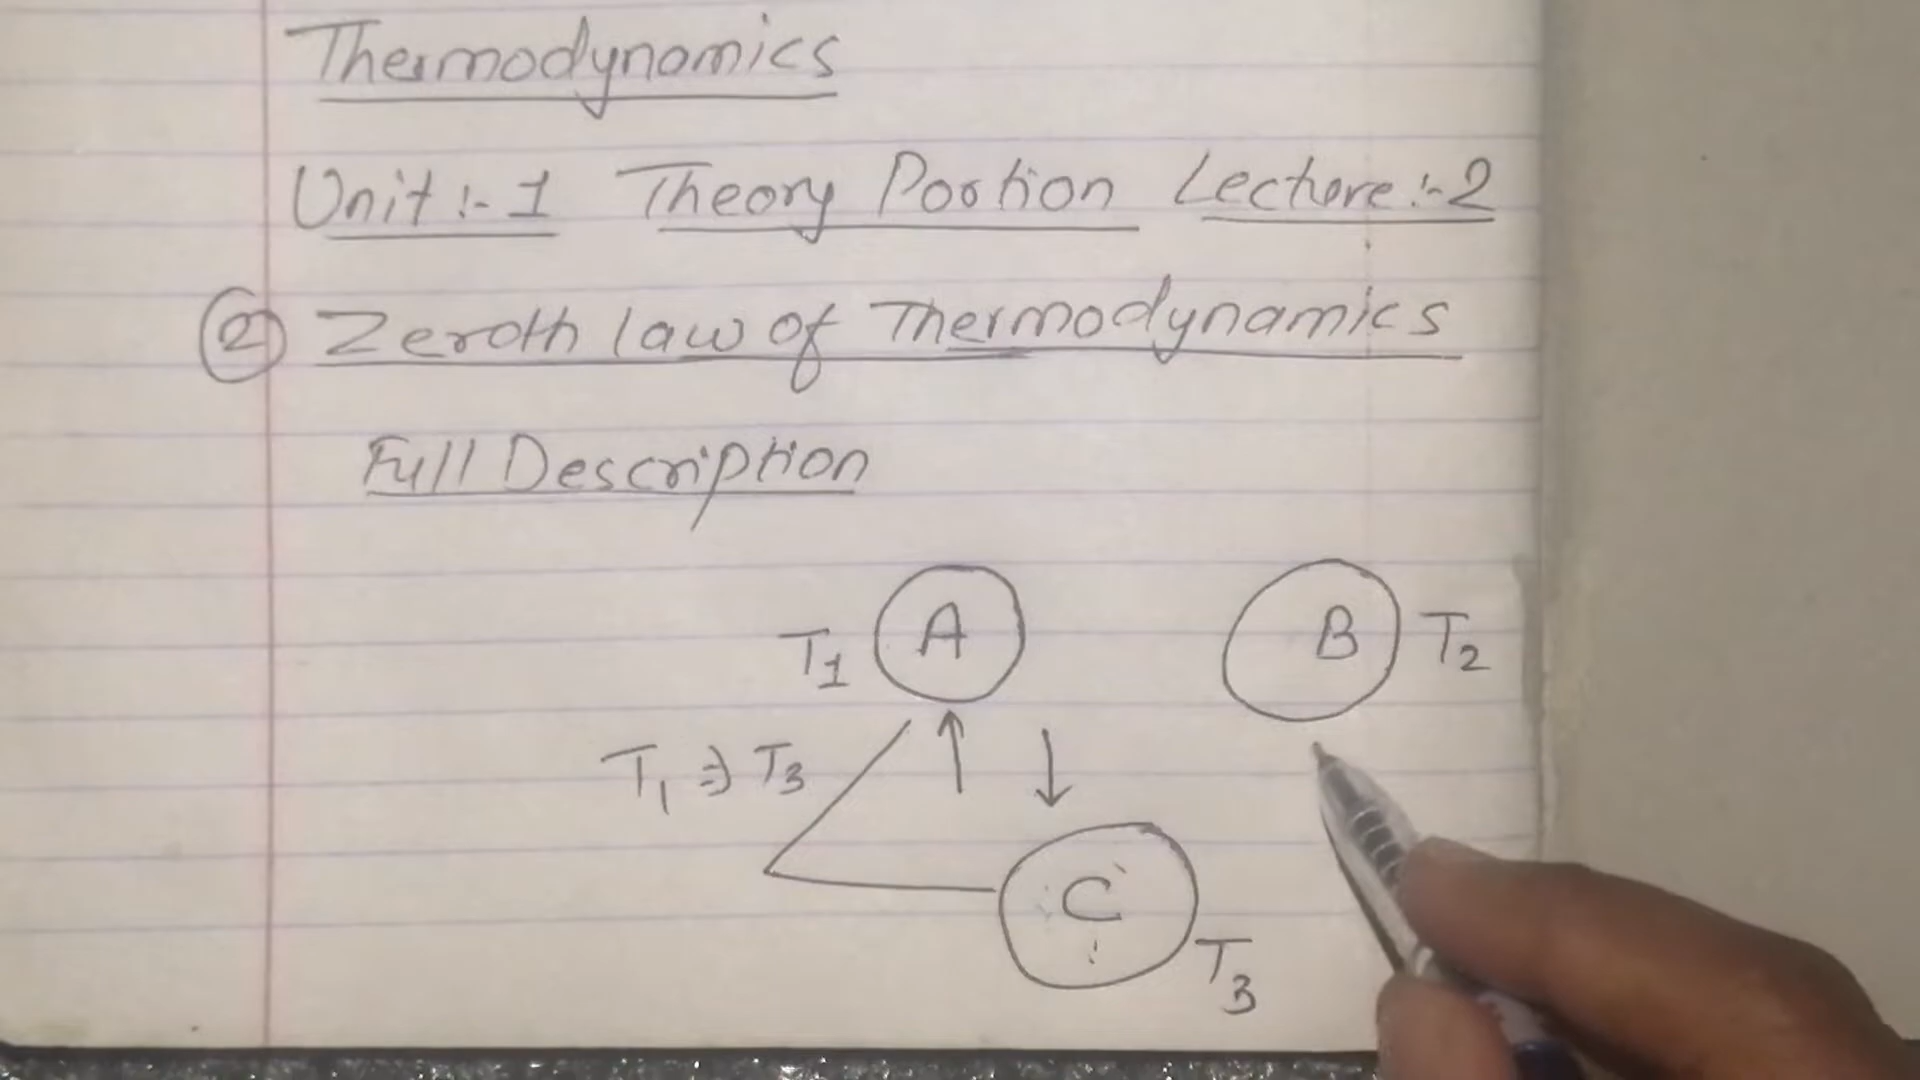 Thermodynamics
Unit :- 1 Theory Portion Lecture :- 2
② Zeroth law of Thermodynamics
Full Description
T1 A B T2
T1 ⇒ T3
C T3